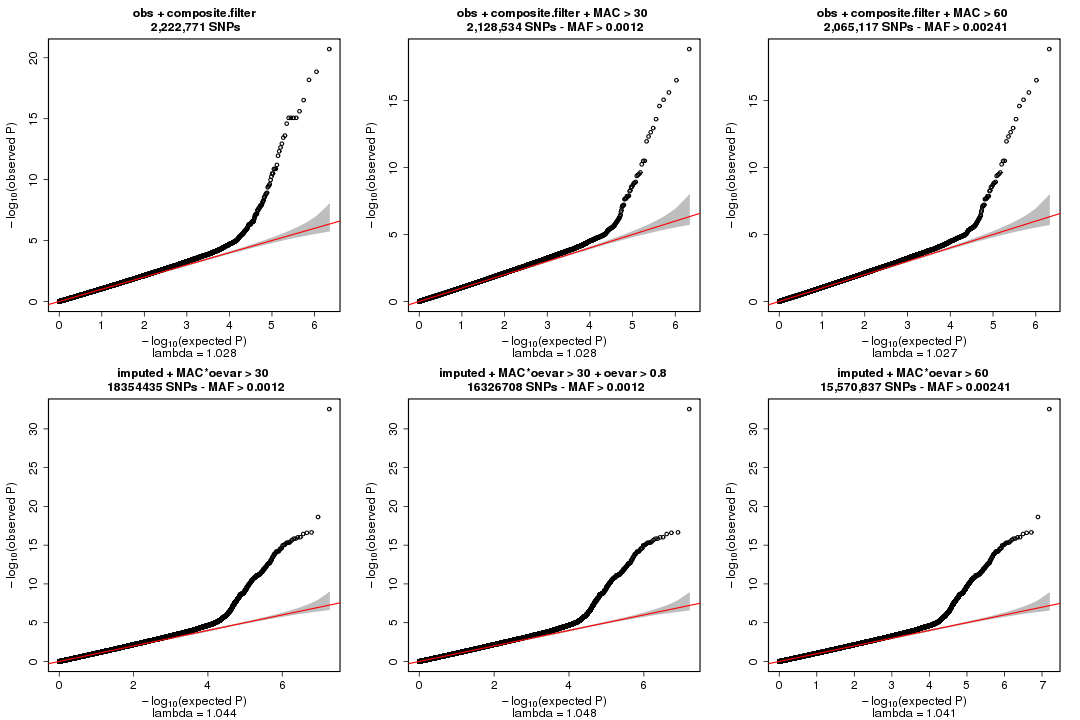 obs + composite.filter
2,222,771 SNPs
20
15
10
5
0
−log10(observed P)
0 1 2 3 4 5 6
−log10(expected P)
lambda = 1.028
obs + composite.filter + MAC > 30
2,128,534 SNPs - MAF > 0.0012
15
10
5
0
−log10(observed P)
0 1 2 3 4 5 6
−log10(expected P)
lambda = 1.028
obs + composite.filter + MAC > 60
2,065,117 SNPs - MAF > 0.00241
15
10
5
0
−log10(observed P)
0 1 2 3 4 5 6
−log10(expected P)
lambda = 1.027
imputed + MAC*oevar > 30
18354435 SNPs - MAF > 0.0012
30
25
20
15
10
5
0
−log10(observed P)
0 2 4 6
−log10(expected P)
lambda = 1.044
imputed + MAC*oevar > 30 + oevar > 0.8
16326708 SNPs - MAF > 0.0012
30
25
20
15
10
5
0
−log10(observed P)
0 2 4 6
−log10(expected P)
lambda = 1.048
imputed + MAC*oevar > 60
15,570,837 SNPs - MAF > 0.00241
30
25
20
15
10
5
0
−log10(observed P)
0 1 2 3 4 5 6 7
−log10(expected P)
lambda = 1.041